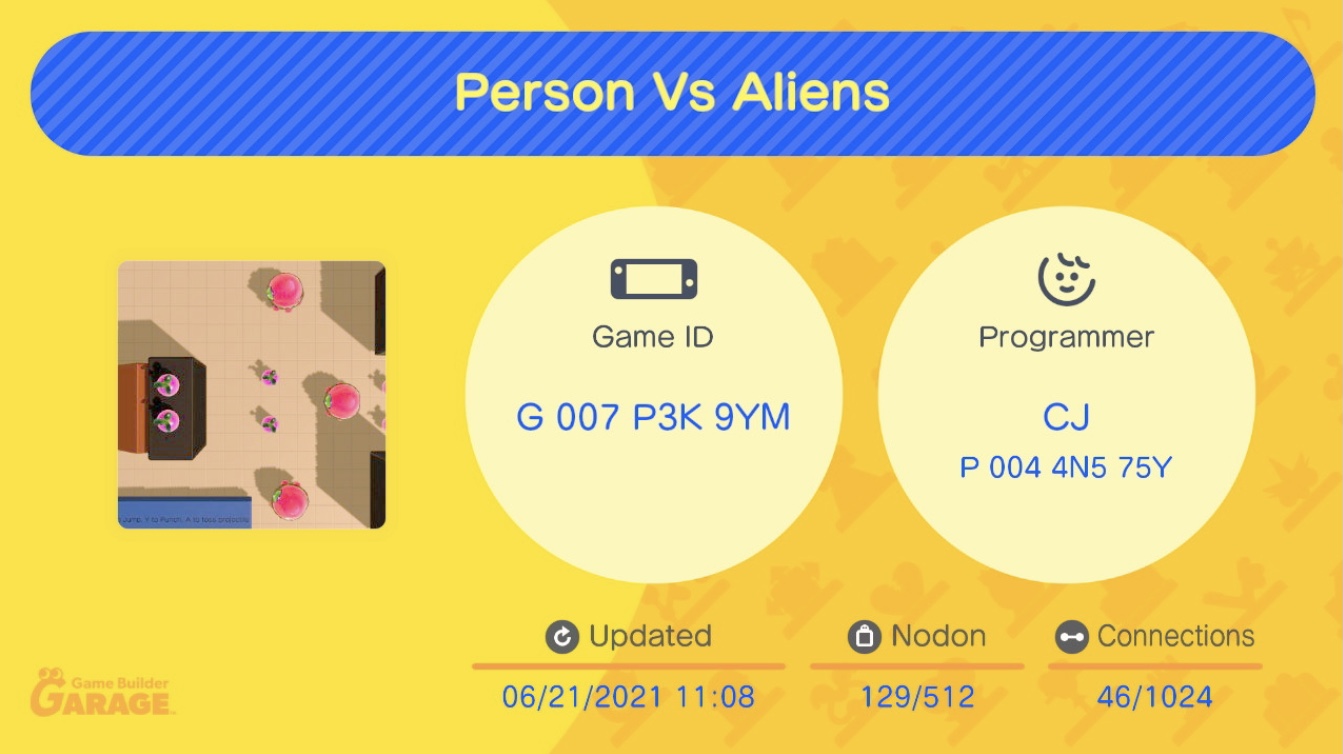 Person Vs Aliens
Game ID
G 007 P3K 9YM
Programmer
CJ
P 004 4N5 75Y
Jump, Y to Punch, A to
Updated
06/21/2021 11:08
Nodon
129/512
Connections
46/1024
Game Builder
GARAGE